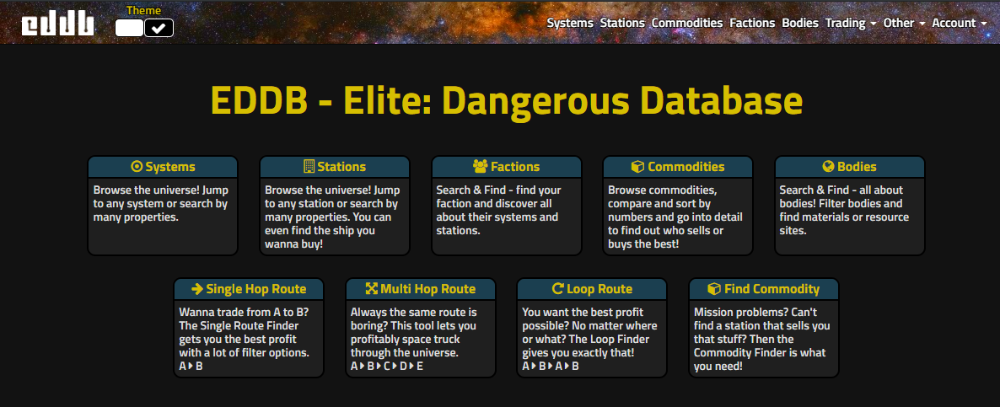 Theme
eddb
Systems Stations Commodities Factions Bodies Trading Other Account
EDDB - Elite: Dangerous Database
Systems
Browse the universe! Jump
to any system or search by
many properties.
Stations
Browse the universe! Jump
to any station or search by
many properties. You can
even find the ship you
wanna buy!
Factions
Search & Find - find your
faction and discover all
about their systems and
stations.
Commodities
Browse commodities,
compare and sort by
numbers and go into detail
to find out who sells or
buys the best!
Bodies
Search & Find - all about
bodies! Filter bodies and
find materials or resource
sites.
Single Hop Route
Wanna trade from A to B?
The Single Route Finder
gets you the best profit
with a lot of filter options.
A ▸ B
Multi Hop Route
Always the same route is
boring? This tool lets you
profitably space truck
through the universe.
A ▸ B ▸ C ▸ D ▸ E
Loop Route
You want the best profit
possible? No matter where
or what? The Loop Finder
gives you exactly that!
A ▸ B ▸ A ▸ B
Find Commodity
Mission problems? Can't
find a station that sells you
that stuff? Then the
Commodity Finder is what
you need!